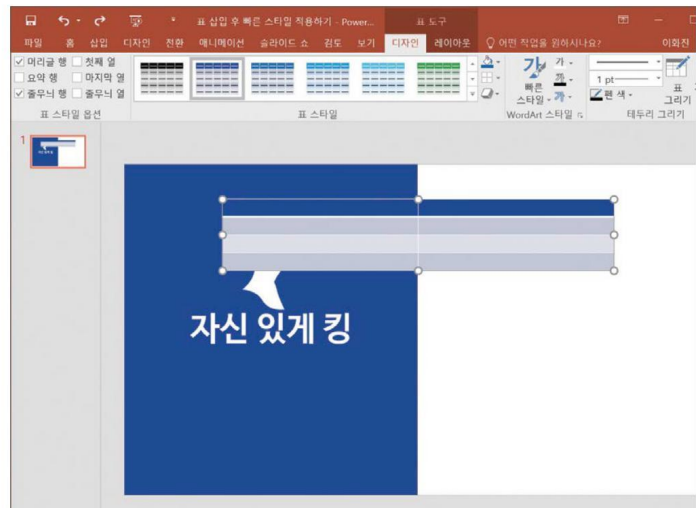 표 삽입 후 빠른 스타일 적용하기 - Power... 표 도구
파일 홈 삽입 디자인 전환 애니메이션 슬라이드 쇼 검토 보기 디자인 레이아웃 어떤 작업을 원하시나요? 이화진
머리글 행 첫째 열
요약 행 마지막 열
줄무늬 행 줄무늬 열
표 스타일 옵션
표 스타일
가 가
빠른 스타일 가 가
WordArt 스타일
1 pt
펜 색
표 그리기
테두리 그리기
1
자신 있게 킹